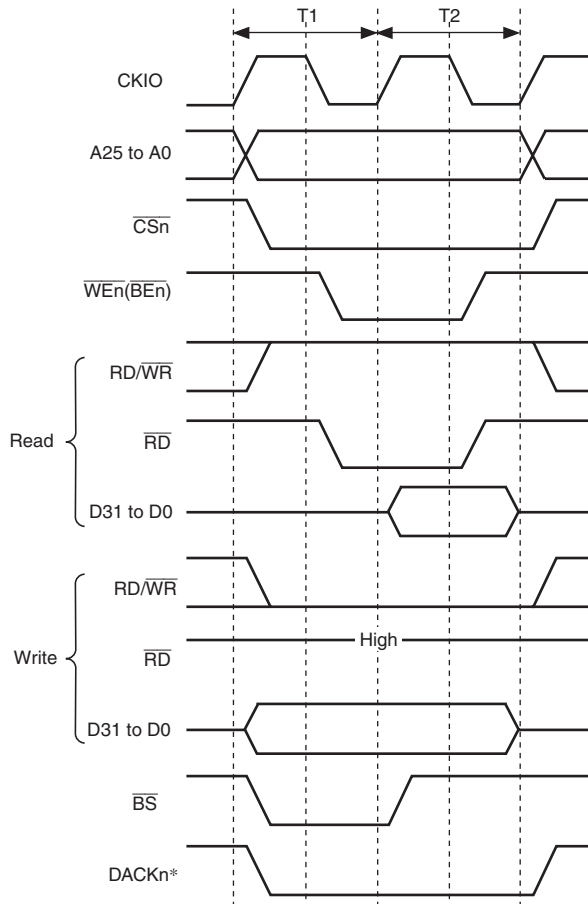 T1 T2
CKIO
A25 to A0
CSn
WEn(BEn)
RD/WR
Read
RD
D31 to D0
RD/WR
High
Write
RD
D31 to D0
BS
DACKn*